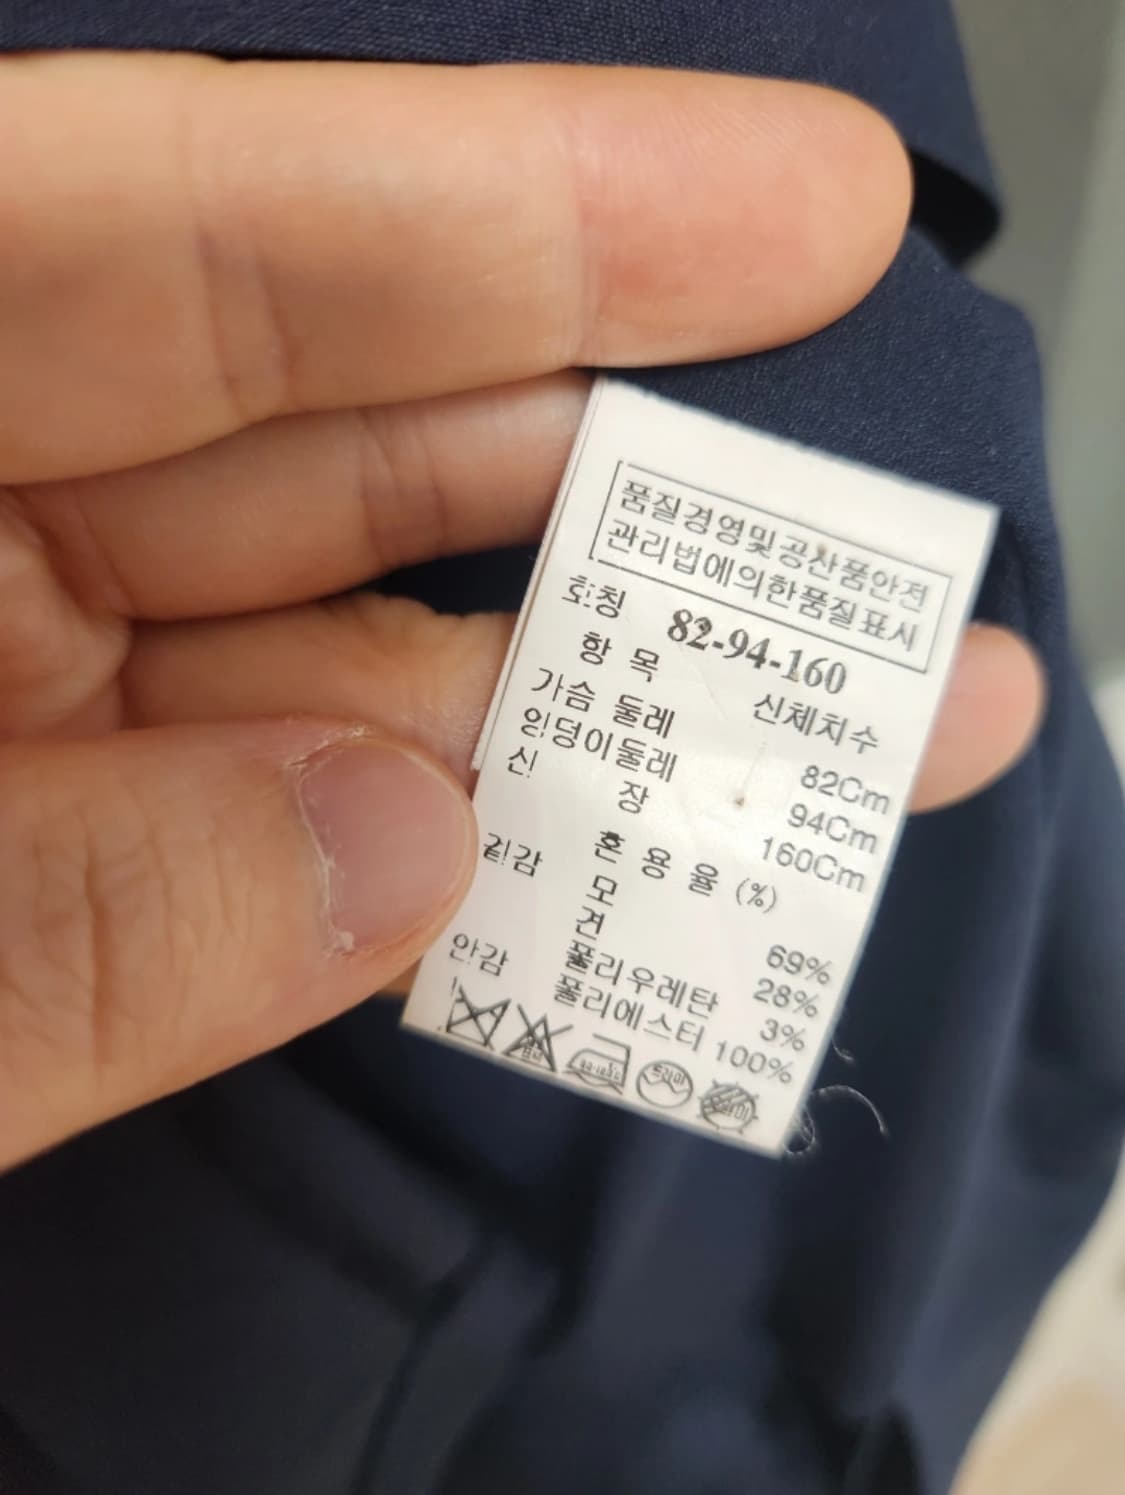 품질경영및공산품안전
관리법에의한품질표시
호칭 82-94-160
항 목 신체치수
가슴 둘레 82Cm
엉덩이둘레 94Cm
신 장 160Cm
혼 용 율 (%)
겉감 모 69%
견 28%
폴리우레탄 3%
안감 폴리에스터 100%
드라이